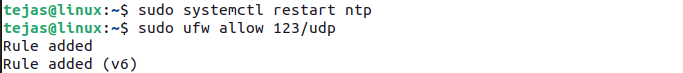 tejas@linux:~$ sudo systemctl restart ntp
tejas@linux:~$ sudo ufw allow 123/udp
Rule added
Rule added (v6)